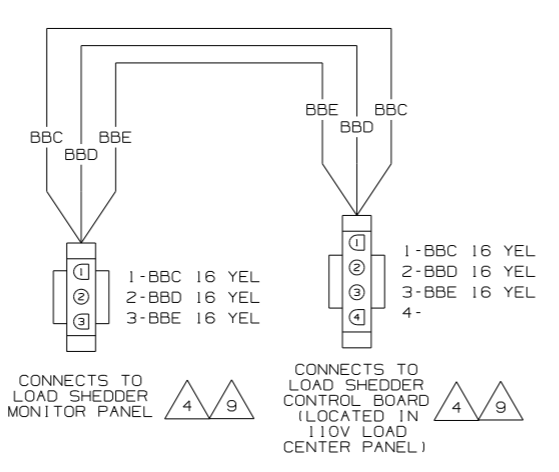 BBC
BBD
BBE
BBE
BBD
BBC
1
2
3
1-BBC 16 YEL
2-BBD 16 YEL
3-BBE 16 YEL
CONNECTS TO
LOAD SHEDDER
MONITOR PANEL
4
9
1
2
3
4
1-BBC 16 YEL
2-BBD 16 YEL
3-BBE 16 YEL
4-
CONNECTS TO
LOAD SHEDDER
CONTROL BOARD
(LOCATED IN
110V LOAD
CENTER PANEL)
4
9